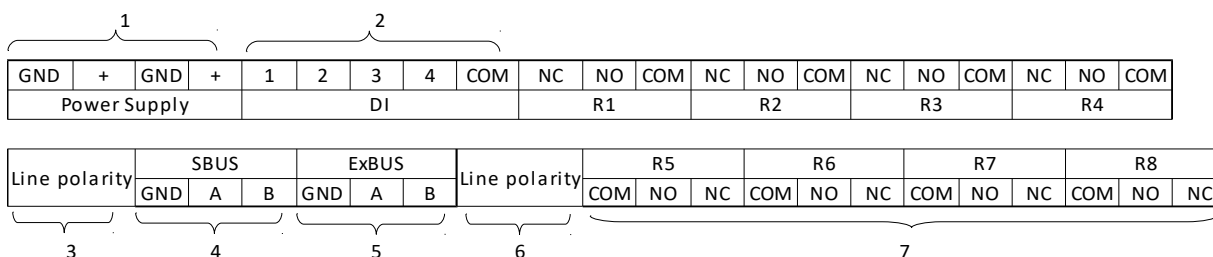 1 2
GND + GND + 1 2 3 4 COM NC NO COM NC NO COM NC NO COM NC NO COM
Power Supply DI R1 R2 R3 R4
Line polarity SBUS ExBUS Line polarity R5 R6 R7 R8
GND A B GND A B COM NO NC COM NO NC COM NO NC COM NO NC
3 4 5 6 7